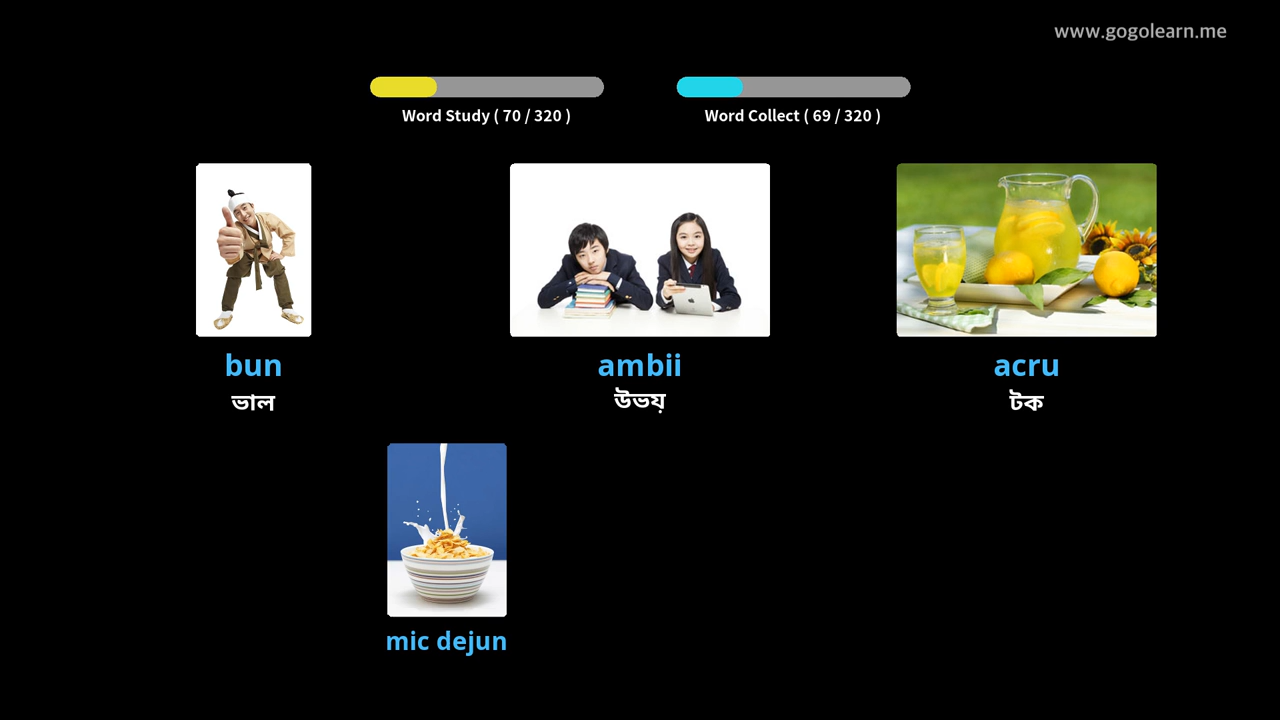 www.gogolearn.me
Word Study ( 70 / 320 )
Word Collect ( 69 / 320 )
bun
ভাল
ambii
উভয়
acru
টক
mic dejun